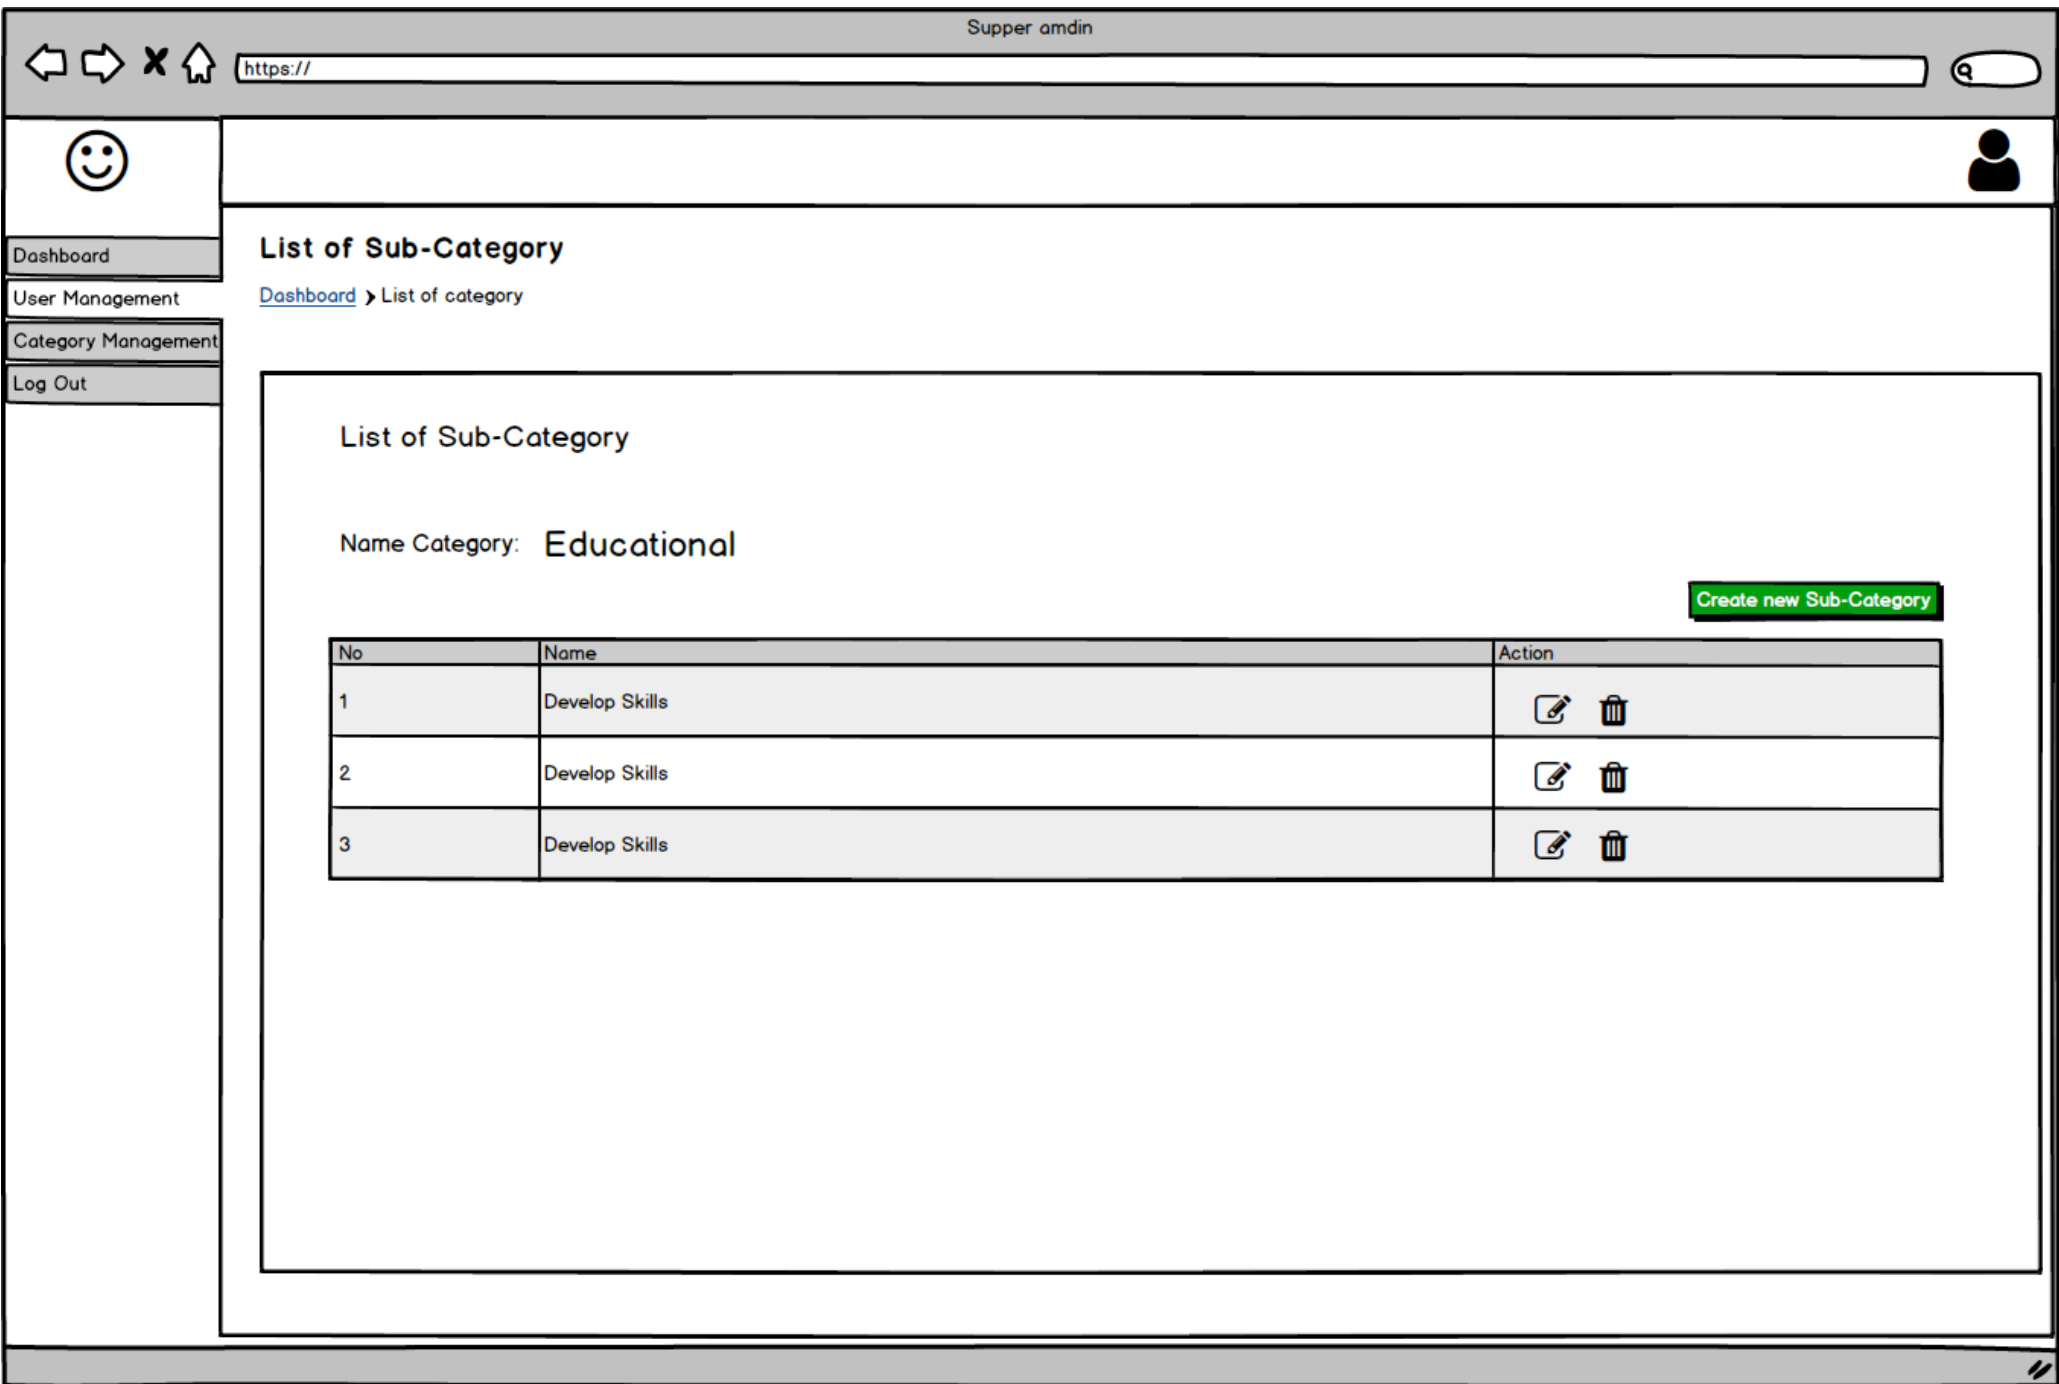 Supper amdin
https://
Dashboard
User Management
Category Management
Log Out
List of Sub-Category
Dashboard > List of category
List of Sub-Category
Name Category: Educational
Create new Sub-Category
No Name Action
1 Develop Skills
2 Develop Skills
3 Develop Skills